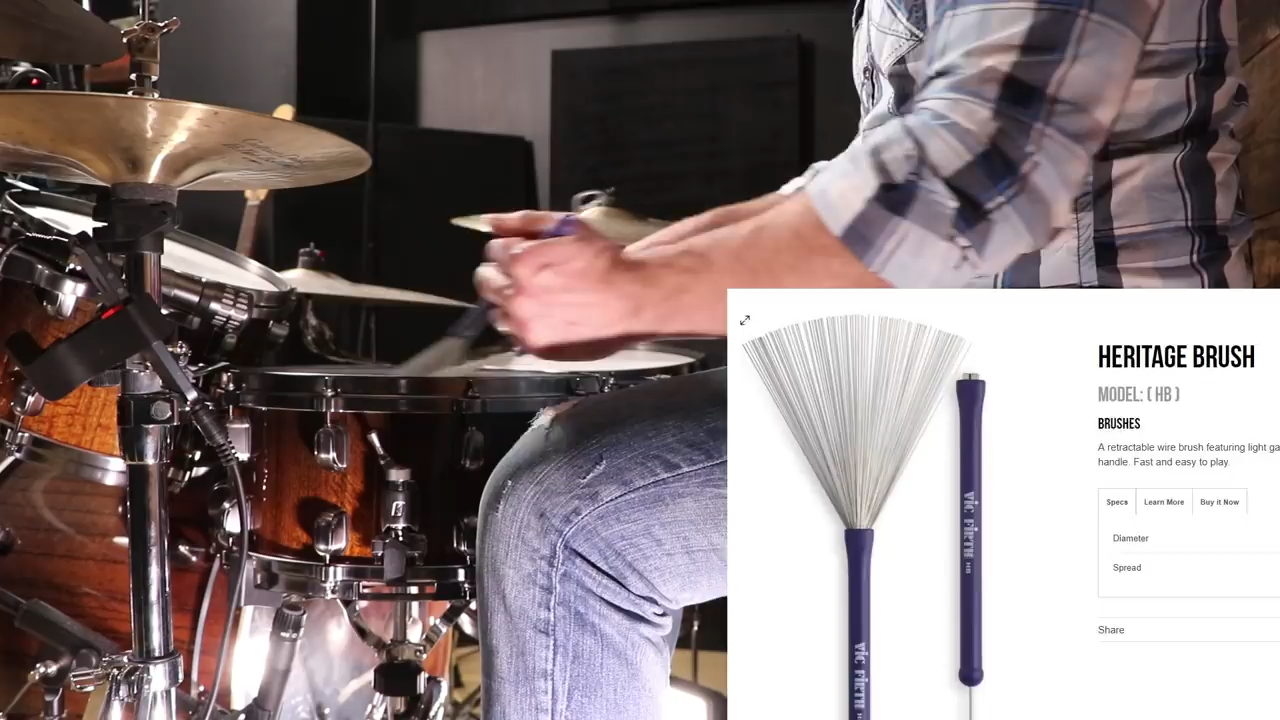 HERITAGE BRUSH
MODEL: ( HB )
BRUSHES
A retractable wire brush featuring light ga
handle. Fast and easy to play.
Specs Learn More Buy it Now
Diameter
Spread
Share
VIC FIRTH HB
VIC FIRTH